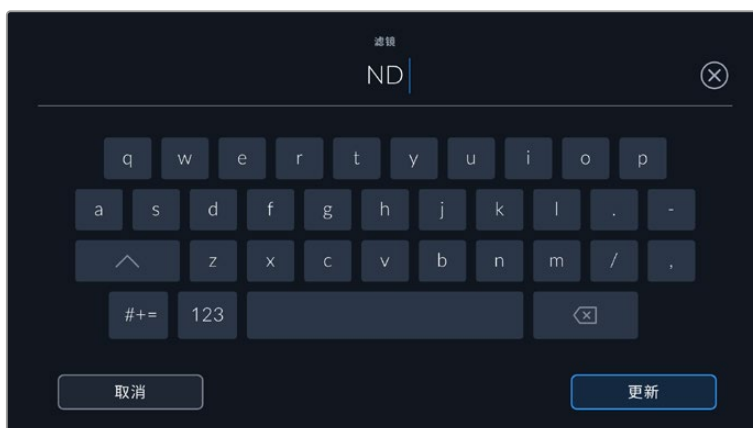 滤镜
ND
q w e r t y u i o p
a s d f g h j k l . -
z x c v b n m / ,
#+= 123
取消 更新